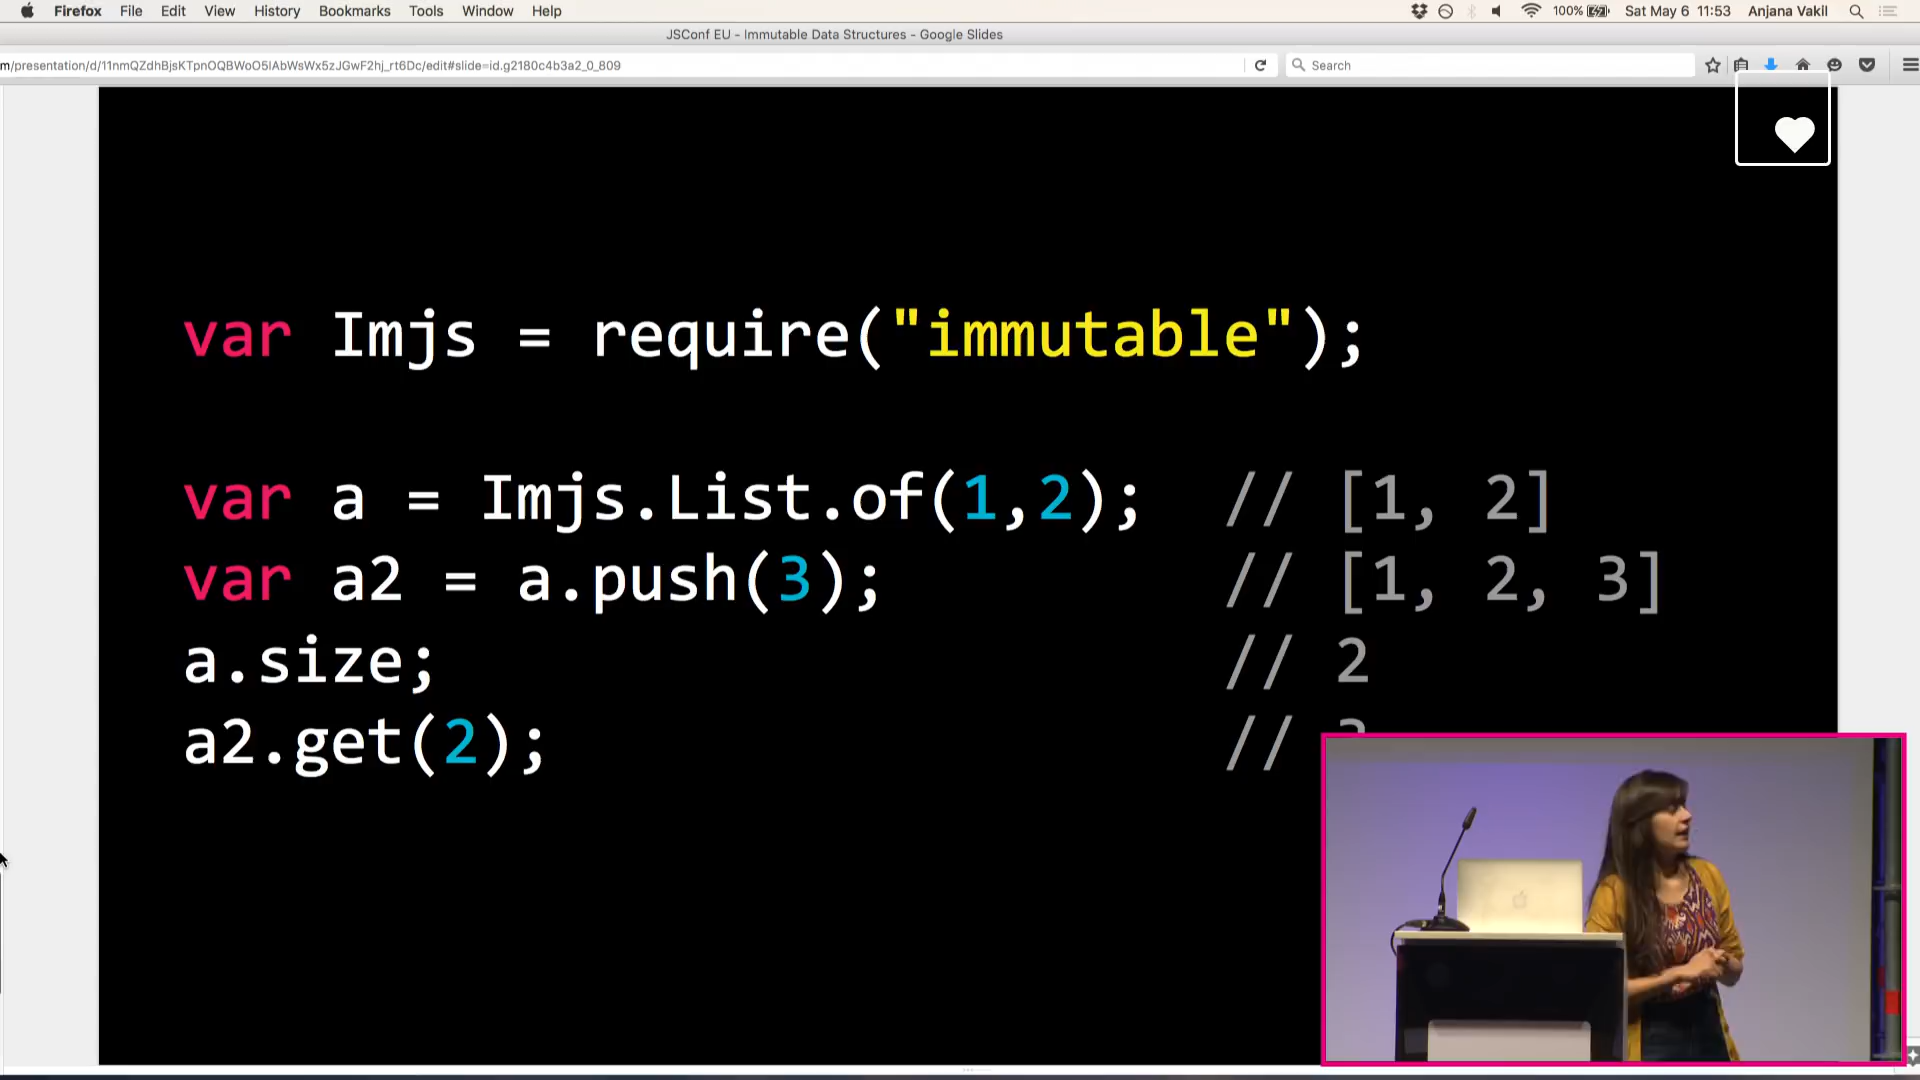 Firefox File Edit View History Bookmarks Tools Window Help 100% Sat May 6 11:53 Anjana Vakil
JSConf EU - Immutable Data Structures - Google Slides
m/presentation/d/11nmQZdhBjsKTpnOQBWoO5IAbWsWx5zJGwF2hj_rt6Dc/edit#slide=id.g2180c4b3a2_0_809 Search
var Imjs = require("immutable");
var a = Imjs.List.of(1,2); // [1, 2]
var a2 = a.push(3); // [1, 2, 3]
a.size; // 2
a2.get(2); //